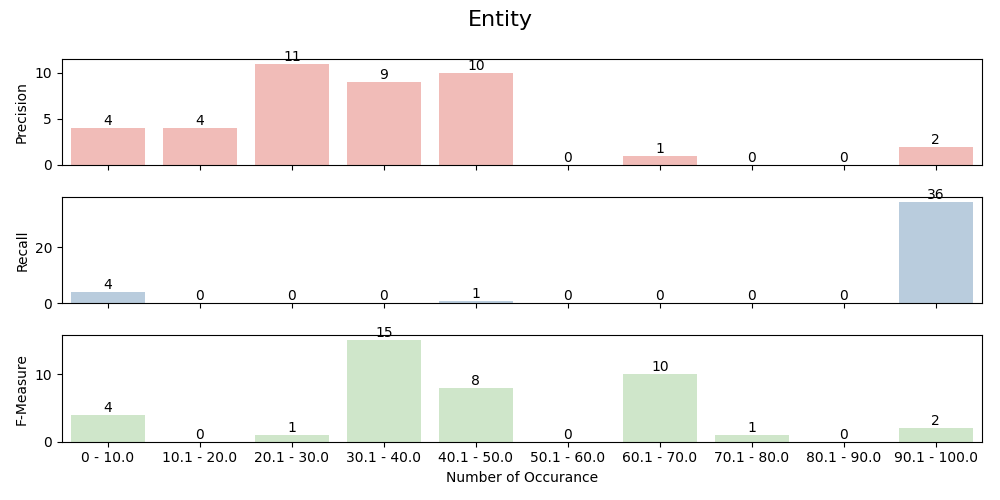 Entity
Precision
10
5
0
4 4 11 9 10 0 1 0 0 2
Recall
20
0
4 0 0 0 1 0 0 0 0 36
F-Measure
10
0
4 0 1 15 8 0 10 1 0 2
0 - 10.0 10.1 - 20.0 20.1 - 30.0 30.1 - 40.0 40.1 - 50.0 50.1 - 60.0 60.1 - 70.0 70.1 - 80.0 80.1 - 90.0 90.1 - 100.0
Number of Occurance